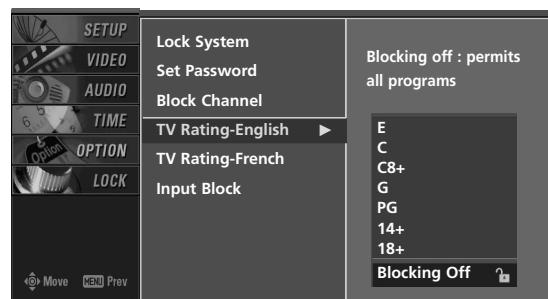 SETUP
VIDEO
AUDIO
TIME
Option OPTION
LOCK
Move MENU Prev
Lock System
Set Password
Block Channel
TV Rating-English
TV Rating-French
Input Block
Blocking off : permits
all programs
E
C
C8+
G
PG
14+
18+
Blocking Off